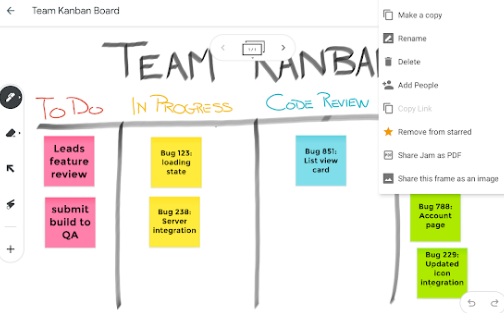 Team Kanban Board
1/1
Make a copy
Rename
Delete
Add People
Copy Link
Remove from starred
Share Jam as PDF
Share this frame as an image
TEAM KANBA
TO DO
IN PROGRESS
CODE REVIEW
Leads
feature
review
submit
build to
QA
Bug 123:
loading
state
Bug 238:
Server
integration
Bug 851:
List view
card
Bug 788:
Account
page
Bug 229:
Updated
icon
integration